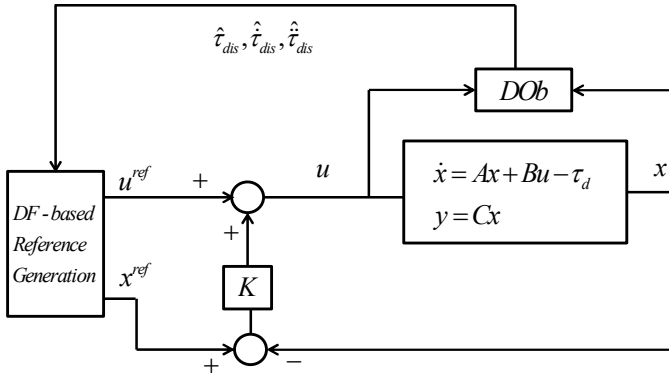 τ̂_dis, τ̂̇_dis, τ̂̈_dis
DOb
u^ref
+
u
ẋ = Ax + Bu − τ_d
x
DF-based
Reference
Generation
y = Cx
+
x^ref
K
+
−